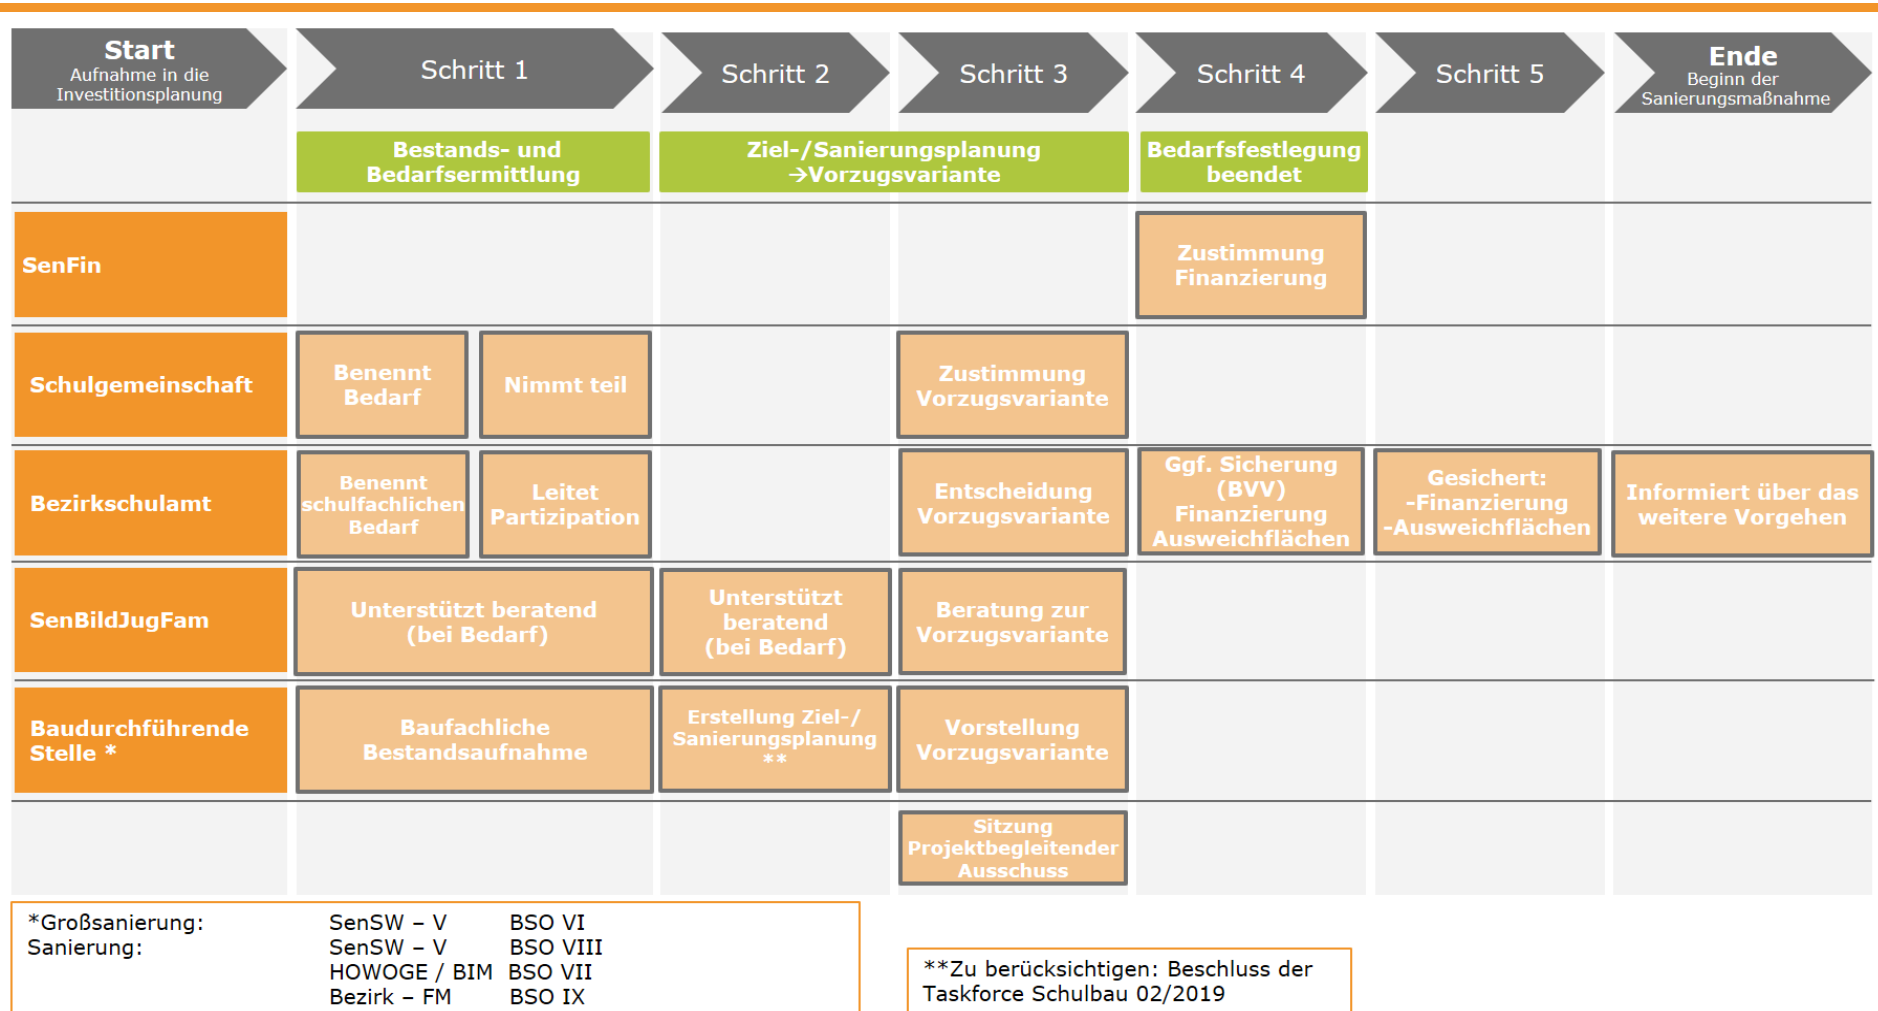 Start
Aufnahme in die
Investitionsplanung
Schritt 1
Schritt 2
Schritt 3
Schritt 4
Schritt 5
Ende
Beginn der
Sanierungsmaßnahme
Bestands- und
Bedarfsermittlung
Ziel-/Sanierungsplanung
→Vorzugsvariante
Bedarfsfestlegung
beendet
SenFin
Zustimmung
Finanzierung
Schulgemeinschaft
Benennt
Bedarf
Nimmt teil
Zustimmung
Vorzugsvariante
Bezirkschulamt
Benennt
schulfachlichen
Bedarf
Leitet
Partizipation
Entscheidung
Vorzugsvariante
Ggf. Sicherung
(BVV)
Finanzierung
Ausweichflächen
Gesichert:
-Finanzierung
-Ausweichflächen
Informiert über das
weitere Vorgehen
SenBildJugFam
Unterstützt beratend
(bei Bedarf)
Unterstützt
beratend
(bei Bedarf)
Beratung zur
Vorzugsvariante
Baudurchführende
Stelle *
Baufachliche
Bestandsaufnahme
Erstellung Ziel-/
Sanierungsplanung
**
Vorstellung
Vorzugsvariante
Sitzung
Projektbegleitender
Ausschuss
*Großsanierung: SenSW – V BSO VI
Sanierung: SenSW – V BSO VIII
HOWOGE / BIM BSO VII
Bezirk – FM BSO IX
**Zu berücksichtigen: Beschluss der
Taskforce Schulbau 02/2019